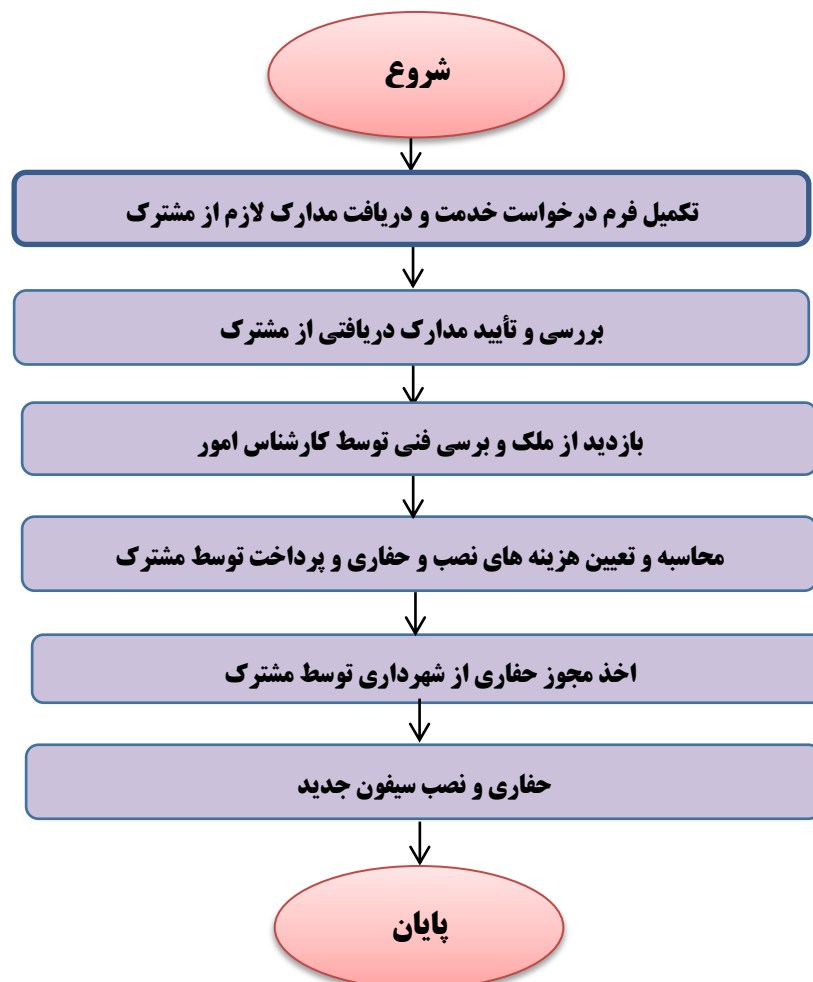 شروع
تکمیل فرم درخواست خدمت و دریافت مدارک لازم از مشترک
بررسی و تأیید مدارک دریافتی از مشترک
بازدید از ملک و برسی فنی توسط کارشناس امور
محاسبه و تعیین هزینه های نصب و حفاری و پرداخت توسط مشترک
اخذ مجوز حفاری از شهرداری توسط مشترک
حفاری و نصب سیفون جدید
پایان